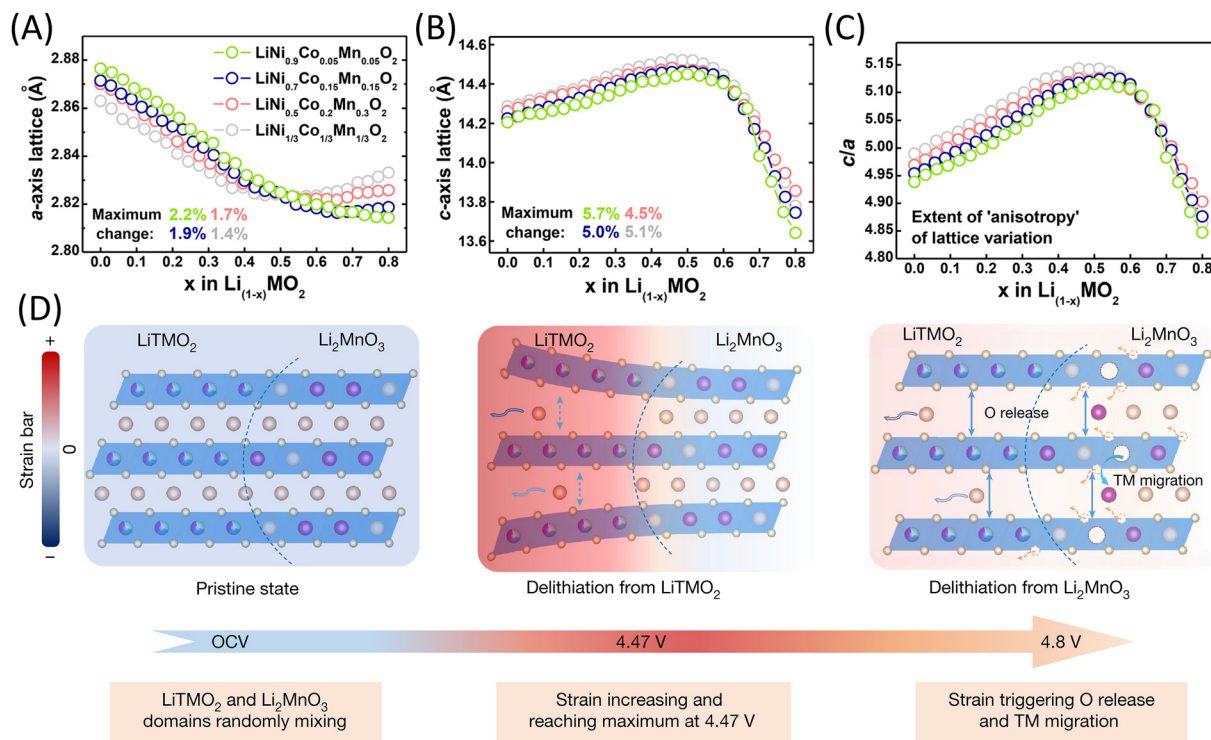 (A)
2.88
2.86
2.84
2.82
2.80
a-axis lattice (Å)
LiNi0.9Co0.05Mn0.05O2
LiNi0.7Co0.15Mn0.15O2
LiNi0.5Co0.2Mn0.3O2
LiNi1/3Co1/3Mn1/3O2
Maximum 2.2% 1.7%
change: 1.9% 1.4%
0.0 0.1 0.2 0.3 0.4 0.5 0.6 0.7 0.8
x in Li(1-x)MO2
(B)
14.6
14.4
14.2
14.0
13.8
13.6
c-axis lattice (Å)
Maximum 5.7% 4.5%
change: 5.0% 5.1%
0.0 0.1 0.2 0.3 0.4 0.5 0.6 0.7 0.8
x in Li(1-x)MO2
(C)
5.15
5.10
5.05
5.00
4.95
4.90
4.85
4.80
c/a
Extent of 'anisotropy'
of lattice variation
0.0 0.1 0.2 0.3 0.4 0.5 0.6 0.7 0.8
x in Li(1-x)MO2
(D)
+
0
−
Strain bar
LiTMO2 Li2MnO3
Pristine state
LiTMO2 Li2MnO3
Delithiation from LiTMO2
LiTMO2 Li2MnO3
O release
TM migration
Delithiation from Li2MnO3
OCV 4.47 V 4.8 V
LiTMO2 and Li2MnO3
domains randomly mixing
Strain increasing and
reaching maximum at 4.47 V
Strain triggering O release
and TM migration